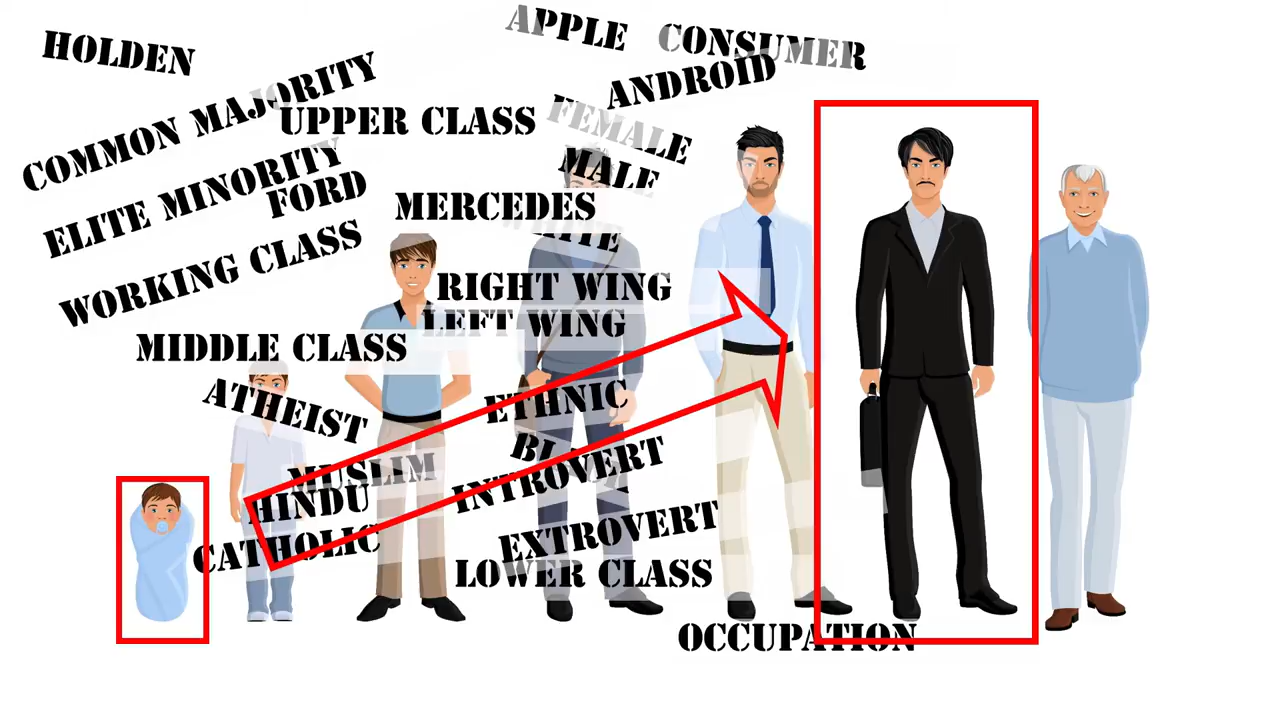 HOLDEN
APPLE
CONSUMER
ANDROID
COMMON MAJORITY
UPPER CLASS
FEMALE
MALE
ELITE MINORITY
FORD
MERCEDES
WHITE
WORKING CLASS
RIGHT WING
LEFT WING
MIDDLE CLASS
ATHEIST
ETHNIC
MUSLIM
INTROVERT
HINDU
CATHOLIC
EXTROVERT
LOWER CLASS
OCCUPATION